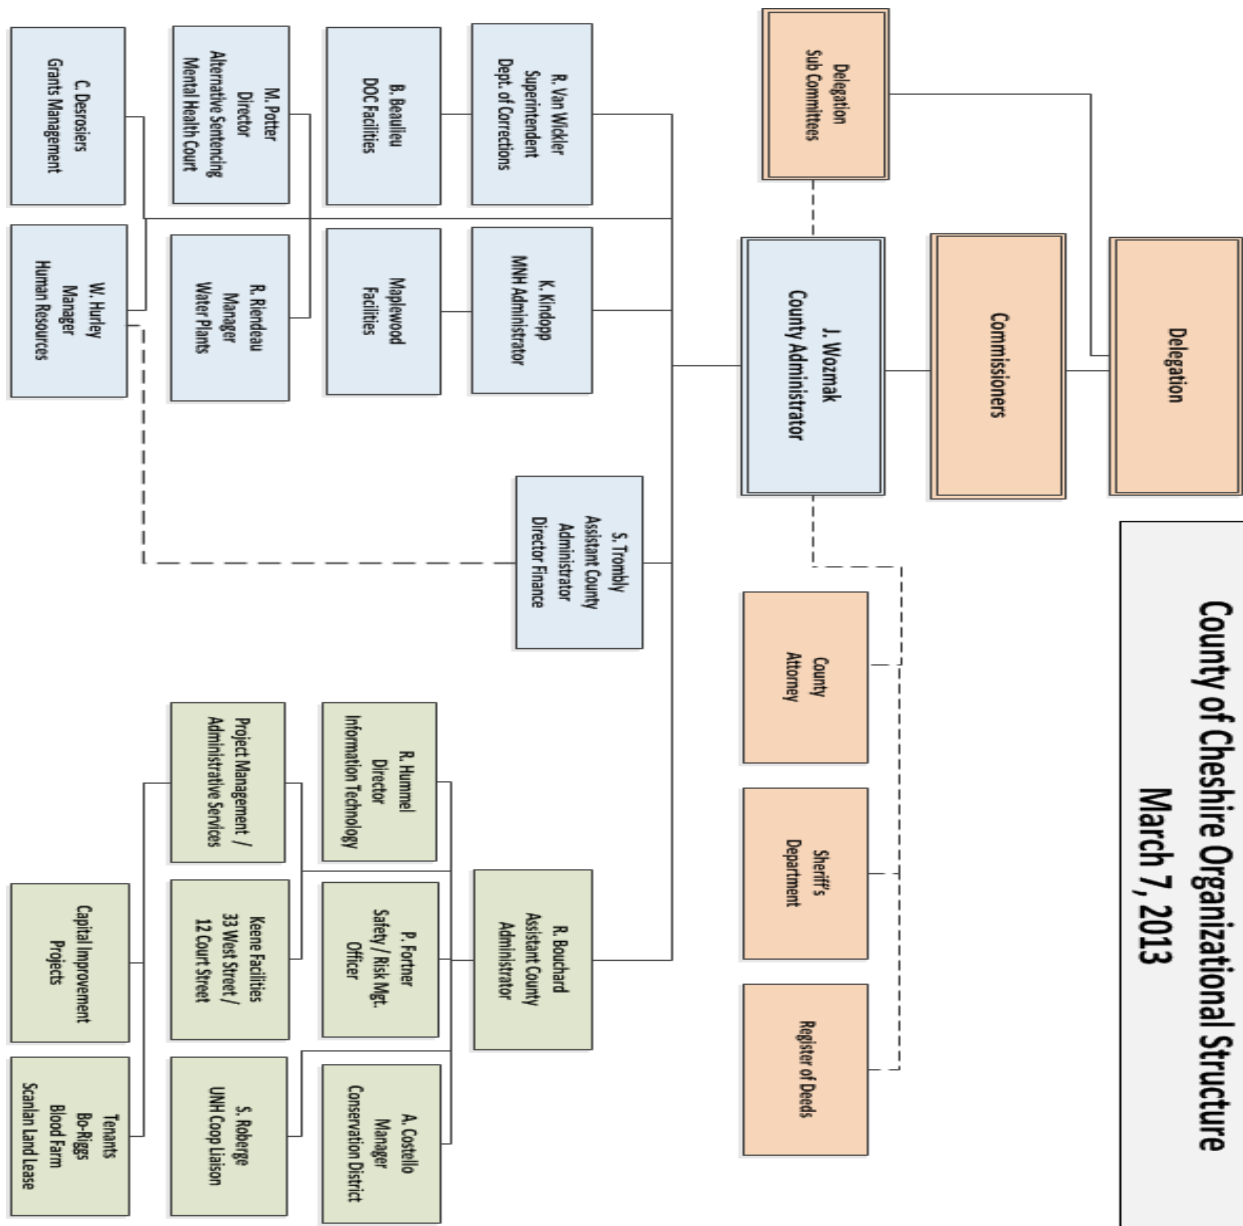 County of Cheshire Organizational Structure
March 7, 2013
Delegation
Commissioners
Delegation
Sub Committees
J. Wozmak
County Administrator
County
Attorney
Sheriff's
Department
Register of Deeds
R. Van Wickler
Superintendent
Dept. of Corrections
K. Kindopp
MNH Administrator
S. Trombly
Assistant County
Administrator
Director Finance
R. Bouchard
Assistant County
Administrator
B. Beaulieu
DOC Facilities
Maplewood
Facilities
R. Hummel
Director
Information Technology
P. Fortner
Safety / Risk Mgt.
Officer
A. Costello
Manager
Conservation District
M. Potter
Director
Alternative Sentencing
Mental Health Court
R. Riendeau
Manager
Water Plants
Project Management /
Administrative Services
Keene Facilities
33 West Street /
12 Court Street
S. Roberge
UNH Coop Liaison
C. Desrosiers
Grants Management
W. Hurley
Manager
Human Resources
Capital Improvement
Projects
Tenants
Bo-Riggs
Blood Farm
Scanlan Land Lease